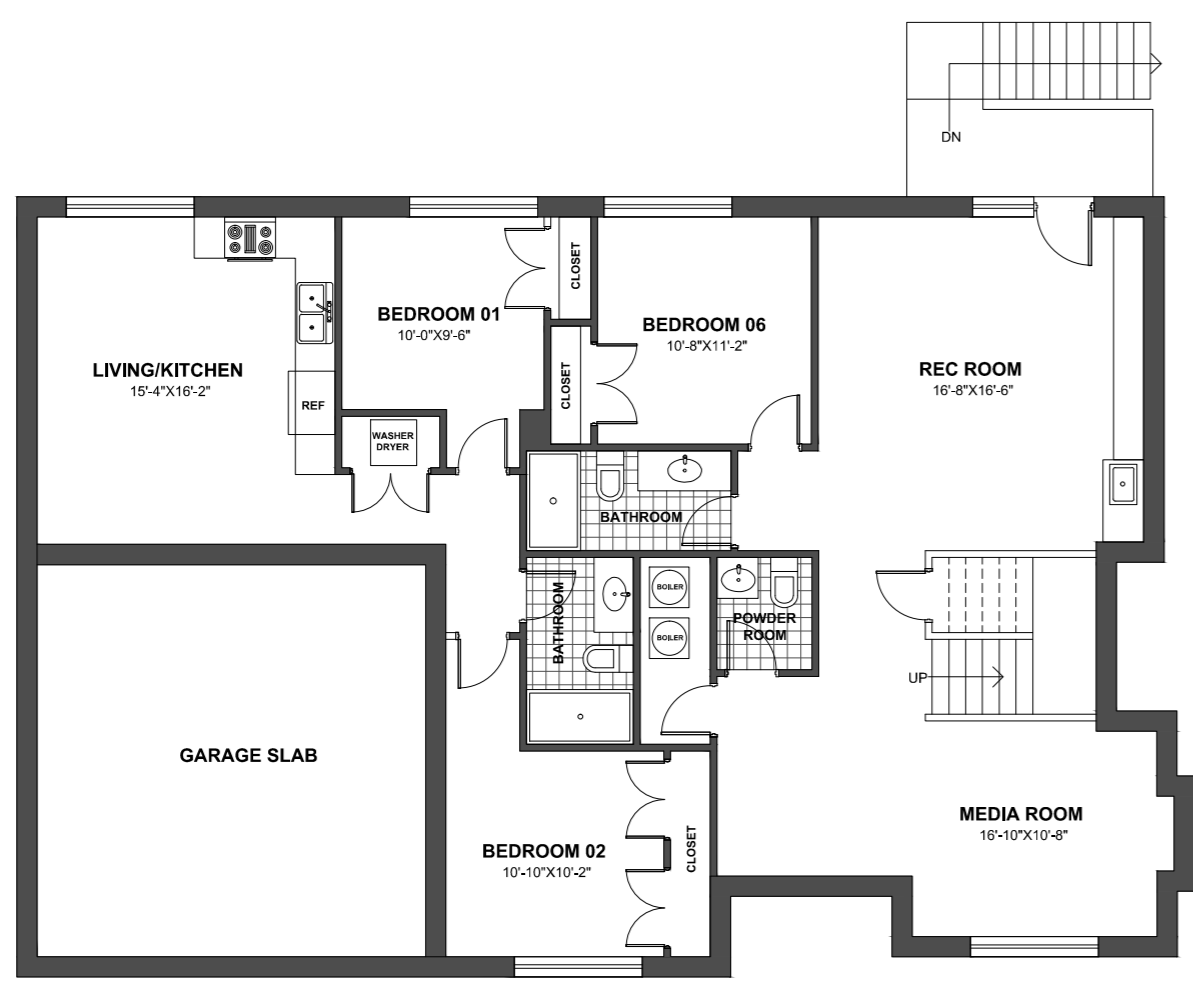 DN
LIVING/KITCHEN
15'-4"X16'-2"
REF
BEDROOM 01
10'-0"X9'-6"
CLOSET
CLOSET
BEDROOM 06
10'-8"X11'-2"
REC ROOM
16'-8"X16'-6"
WASHER
DRYER
BATHROOM
BATHROOM
BOILER
BOILER
POWDER
ROOM
UP
GARAGE SLAB
BEDROOM 02
10'-10"X10'-2"
CLOSET
MEDIA ROOM
16'-10"X10'-8"